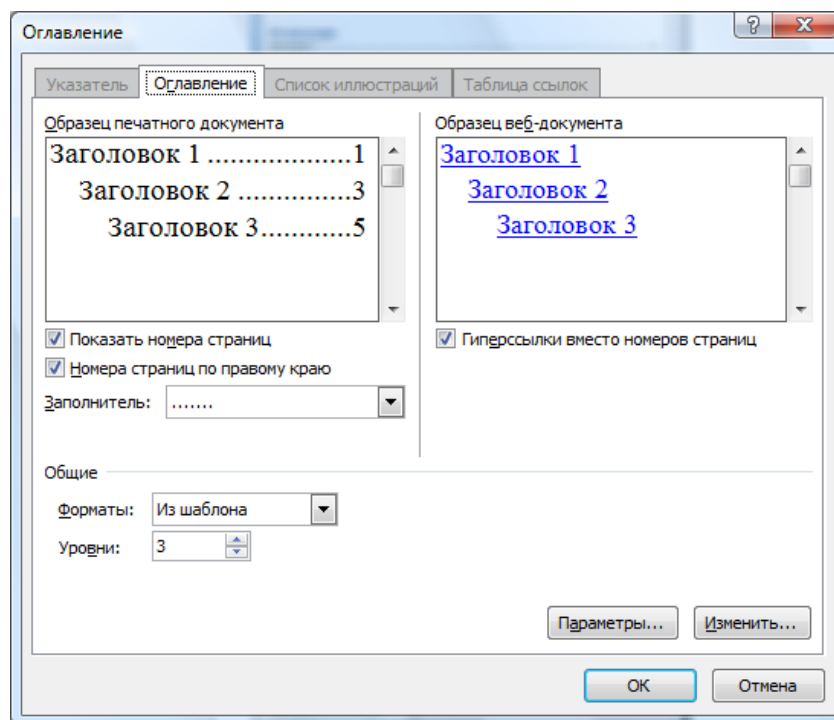 Оглавление
Указатель
Оглавление
Список иллюстраций
Таблица ссылок
Образец печатного документа
Заголовок 1 ...................1
Заголовок 2 ................3
Заголовок 3............5
Образец веб-документа
Заголовок 1
Заголовок 2
Заголовок 3
Показать номера страниц
Номера страниц по правому краю
Заполнитель: .......
Гиперссылки вместо номеров страниц
Общие
Форматы: Из шаблона
Уровни: 3
Параметры... Изменить...
ОК Отмена